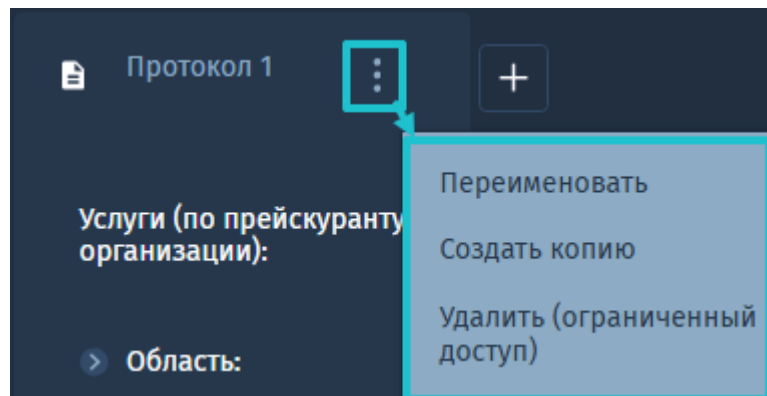 Протокол 1
Переименовать
Услуги (по прейскуранту
организации):
Создать копию
Удалить (ограниченный
доступ)
Область: